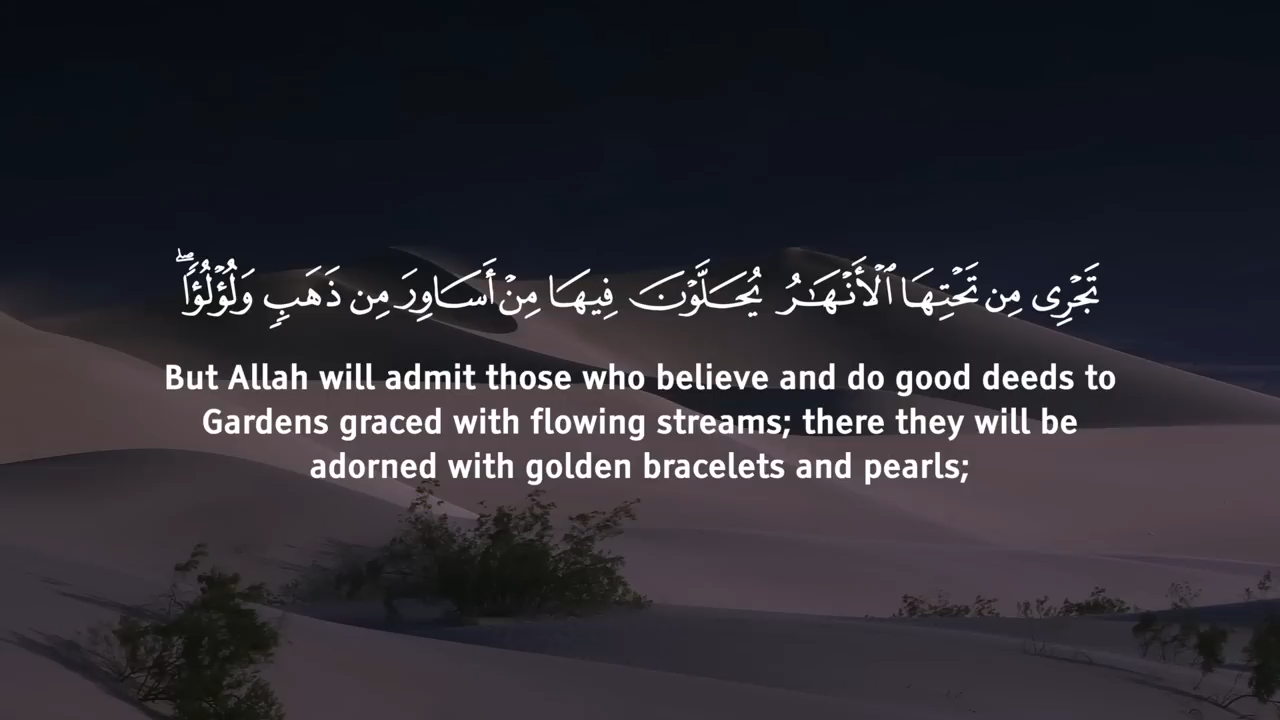 تَجْرِى مِن تَحْتِهَا ٱلْأَنْهَـٰرُ يُحَلَّوْنَ فِيهَا مِنْ أَسَاوِرَ مِن ذَهَبٍ وَلُؤْلُؤًا ۖ
But Allah will admit those who believe and do good deeds to
Gardens graced with flowing streams; there they will be
adorned with golden bracelets and pearls;